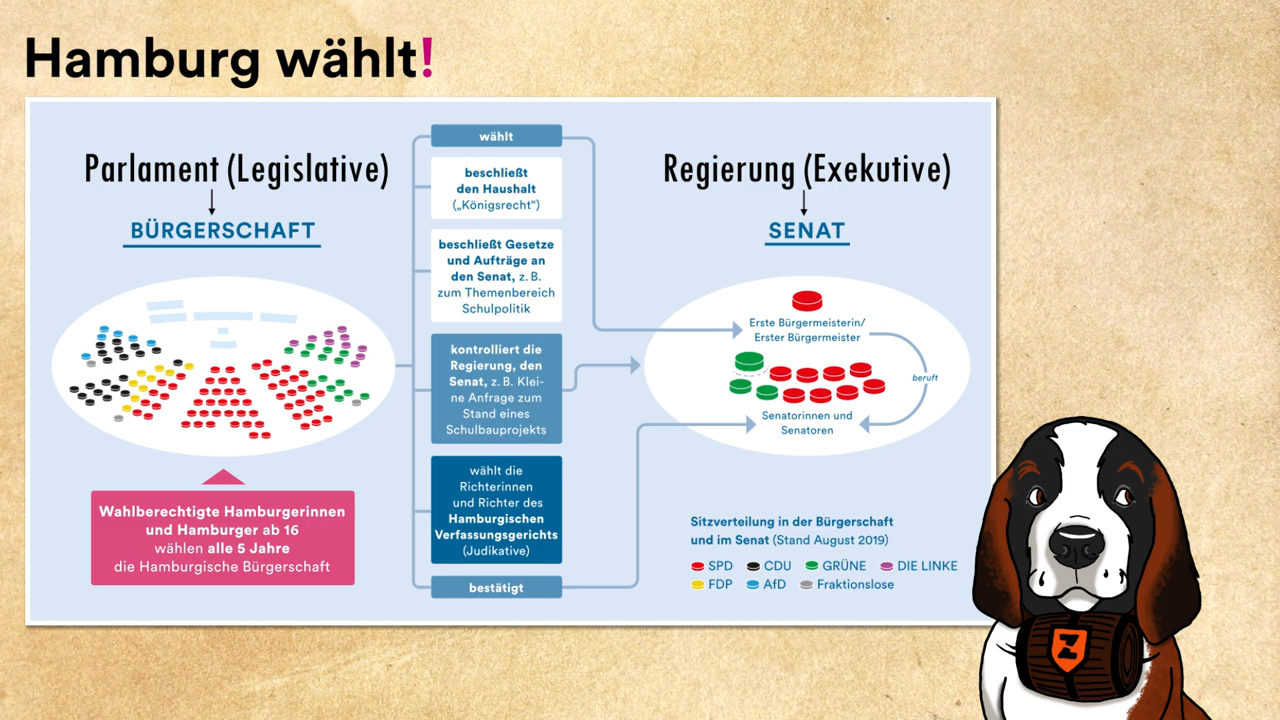 Hamburg wählt!
Parlament (Legislative)
BÜRGERSCHAFT
Wahlberechtigte Hamburgerinnen
und Hamburger ab 16
wählen alle 5 Jahre
die Hamburgische Bürgerschaft
wählt
beschließt
den Haushalt
(„Königsrecht“)
beschließt Gesetze
und Aufträge an
den Senat, z. B.
zum Themenbereich
Schulpolitik
kontrolliert die
Regierung, den
Senat, z. B. Klei-
ne Anfrage zum
Stand eines
Schulbauprojekts
wählt die
Richterinnen
und Richter des
Hamburgischen
Verfassungsgerichts
(Judikative)
bestätigt
Regierung (Exekutive)
SENAT
Erste Bürgermeisterin/
Erster Bürgermeister
beruft
Senatorinnen und
Senatoren
Sitzverteilung in der Bürgerschaft
und im Senat (Stand August 2019)
SPD CDU GRÜNE DIE LINKE
FDP AfD Fraktionslose
Z